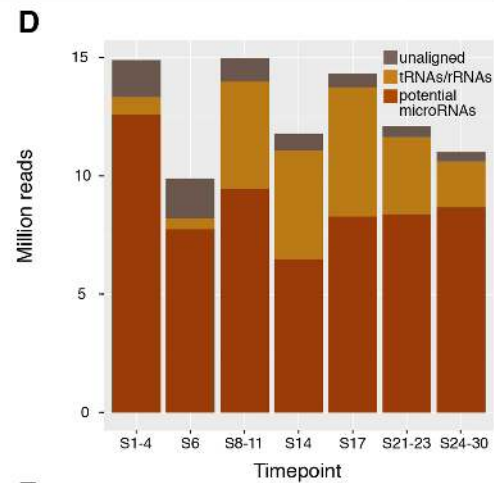 D
unaligned
tRNAs/rRNAs
potential
microRNAs
Million reads
15
10
5
0
S1-4 S6 S8-11 S14 S17 S21-23 S24-30
Timepoint